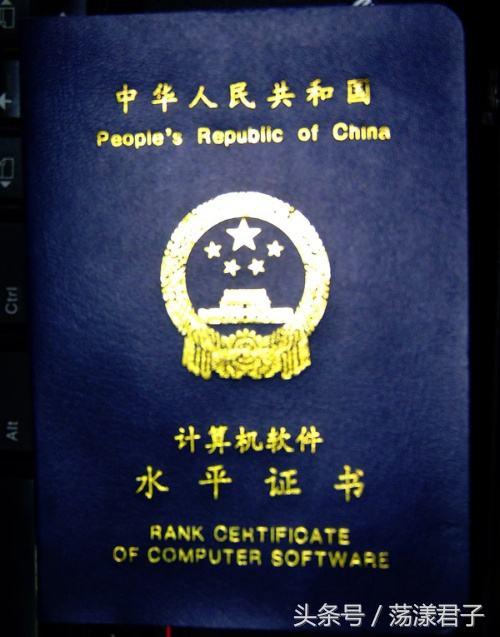 中华人民共和国
People's Republic of China
计算机软件
水平证书
RANK CERTIFICATE
OF COMPUTER SOFTWARE
Ctrl
Alt
头条号 / 荡漾君子